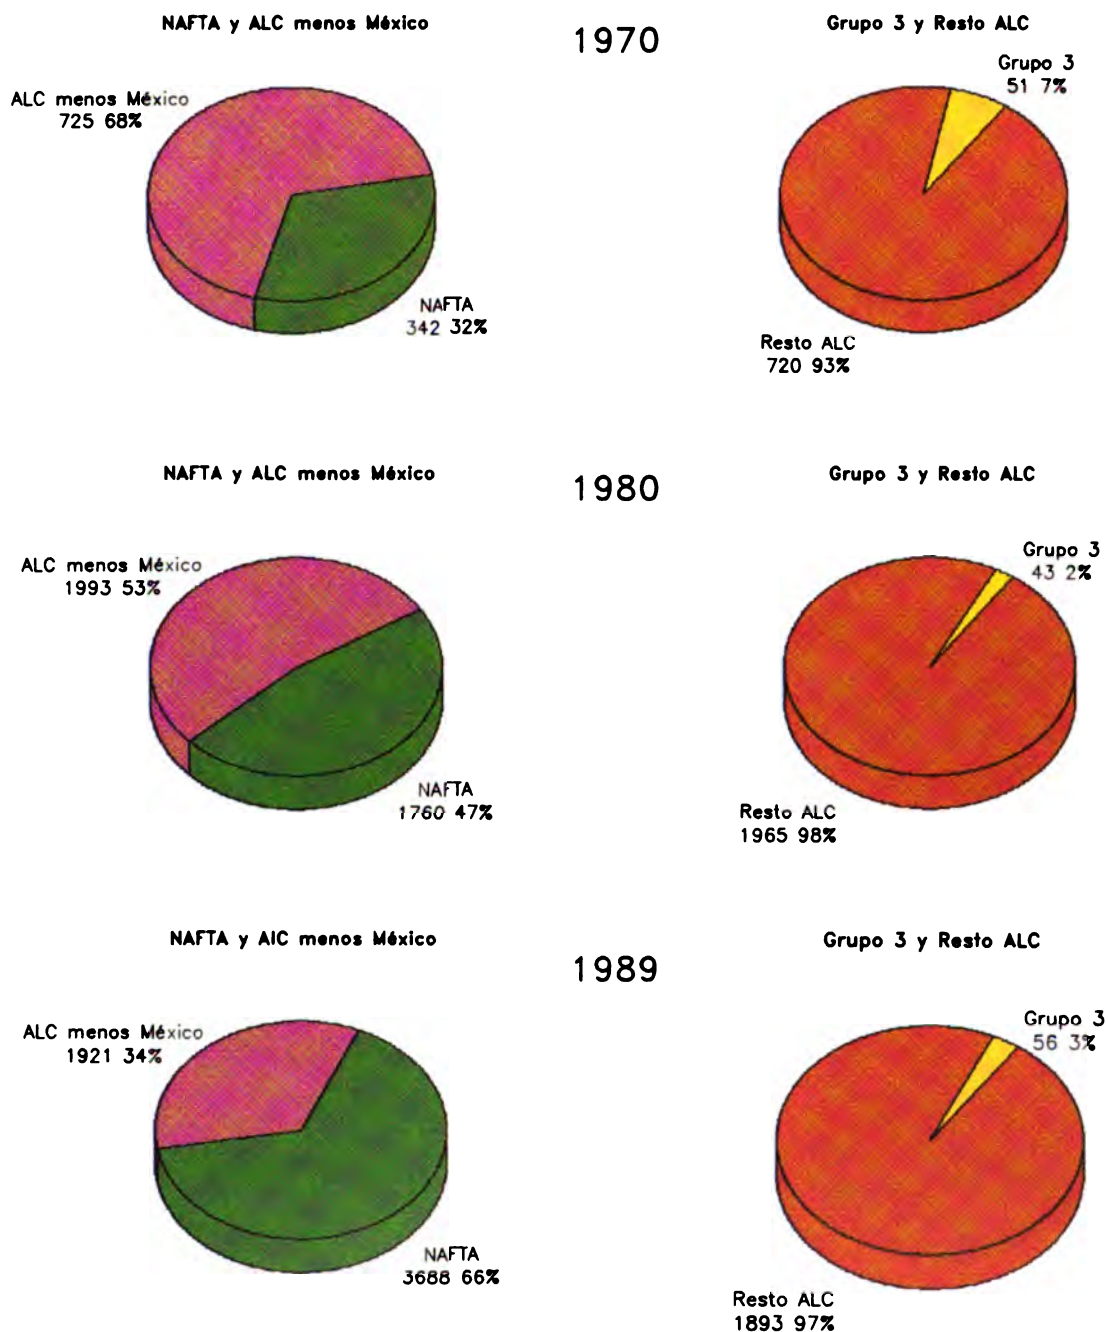 NAFTA y ALC menos México
1970
Grupo 3 y Resto ALC
ALC menos México
725 68%
NAFTA
342 32%
Grupo 3
51 7%
Resto ALC
720 93%
NAFTA y ALC menos México
1980
Grupo 3 y Resto ALC
ALC menos México
1993 53%
NAFTA
1760 47%
Grupo 3
43 2%
Resto ALC
1965 98%
NAFTA y AlC menos México
1989
Grupo 3 y Resto ALC
ALC menos México
1921 34%
NAFTA
3688 66%
Grupo 3
56 3%
Resto ALC
1893 97%